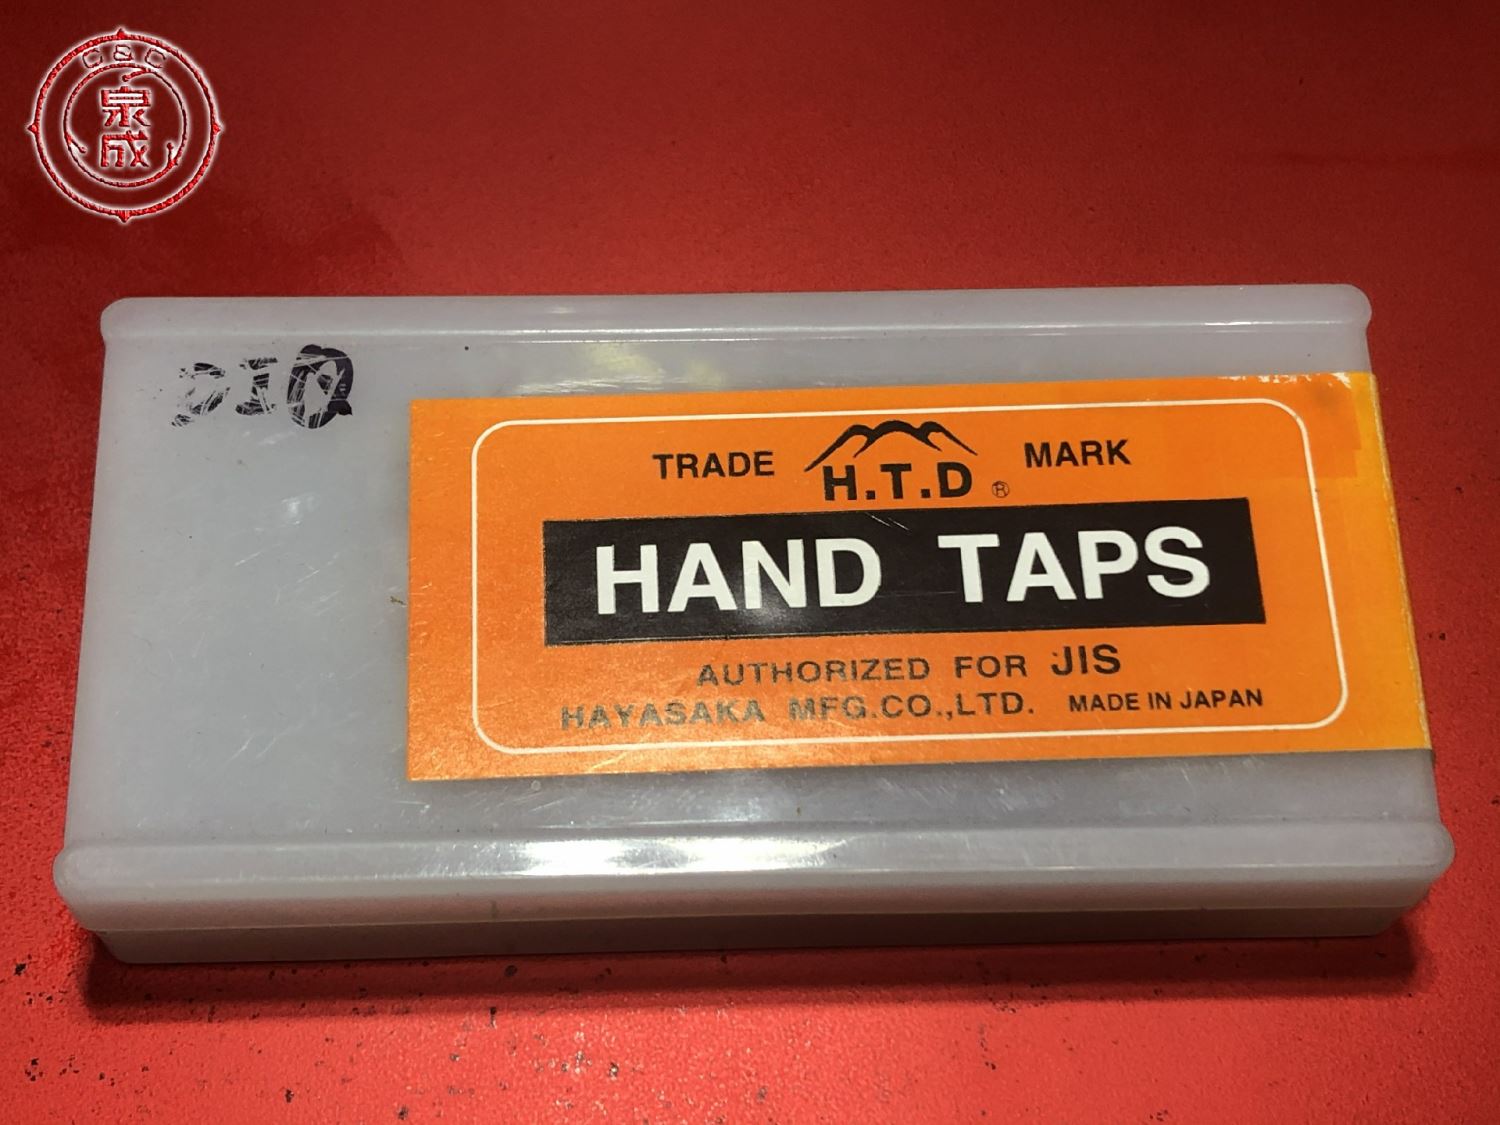 C&C
泉成
TRADE H.T.D ® MARK
HAND TAPS
AUTHORIZED FOR JIS
HAYASAKA MFG.CO.,LTD. MADE IN JAPAN